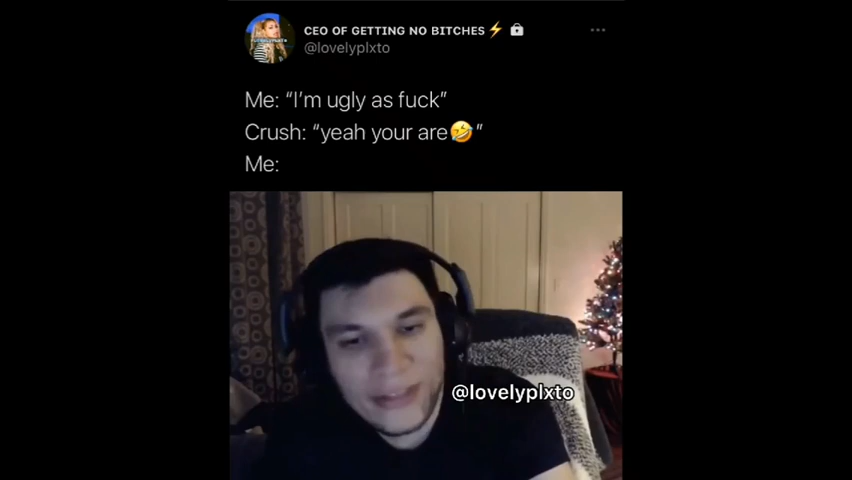 CEO OF GETTING NO BITCHES⚡🔒
@lovelyplxto
Me: “I’m ugly as fuck”
Crush: “yeah your are🤣”
Me:
@lovelyplxto